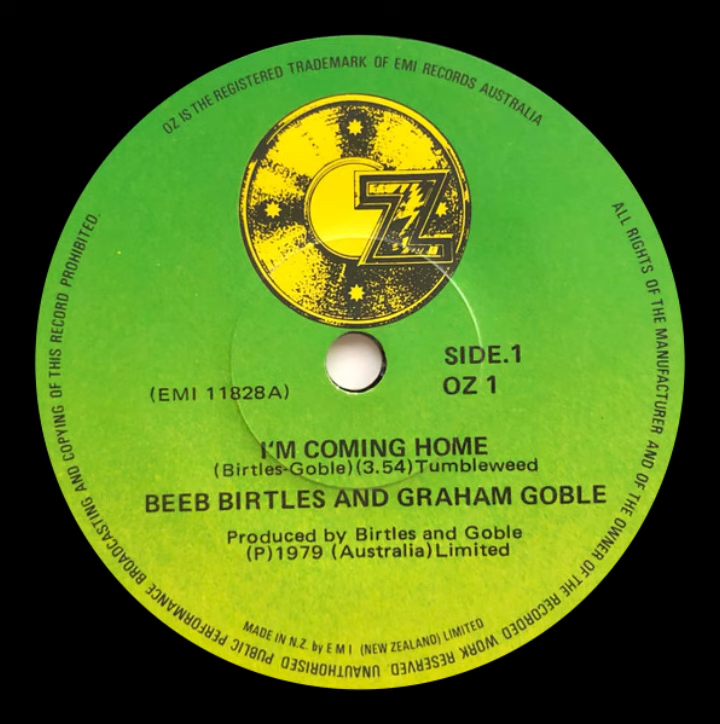 OZ IS THE REGISTERED TRADEMARK OF EMI RECORDS AUSTRALIA
Z
SIDE.1
(EMI 11828A)
OZ 1
I'M COMING HOME
(Birtles-Goble)(3.54)Tumbleweed
BEEB BIRTLES AND GRAHAM GOBLE
Produced by Birtles and Goble
(P)1979 (Australia)Limited
MADE IN N.Z. by E M I (NEW ZEALAND) LIMITED
ALL RIGHTS OF THE MANUFACTURER AND OF THE OWNER OF THE RECORDED WORK RESERVED. UNAUTHORISED PUBLIC PERFORMANCE BROADCASTING AND COPYING OF THIS RECORD PROHIBITED.